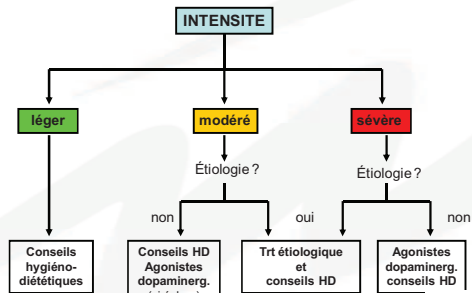 INTENSITE
léger
modéré
sévère
Étiologie ?
Étiologie ?
non
oui
non
Conseils
hygiéno-
diététiques
Conseils HD
Agonistes
dopaminerg.
Trt étiologique
et
conseils HD
Agonistes
dopaminerg.
conseils HD